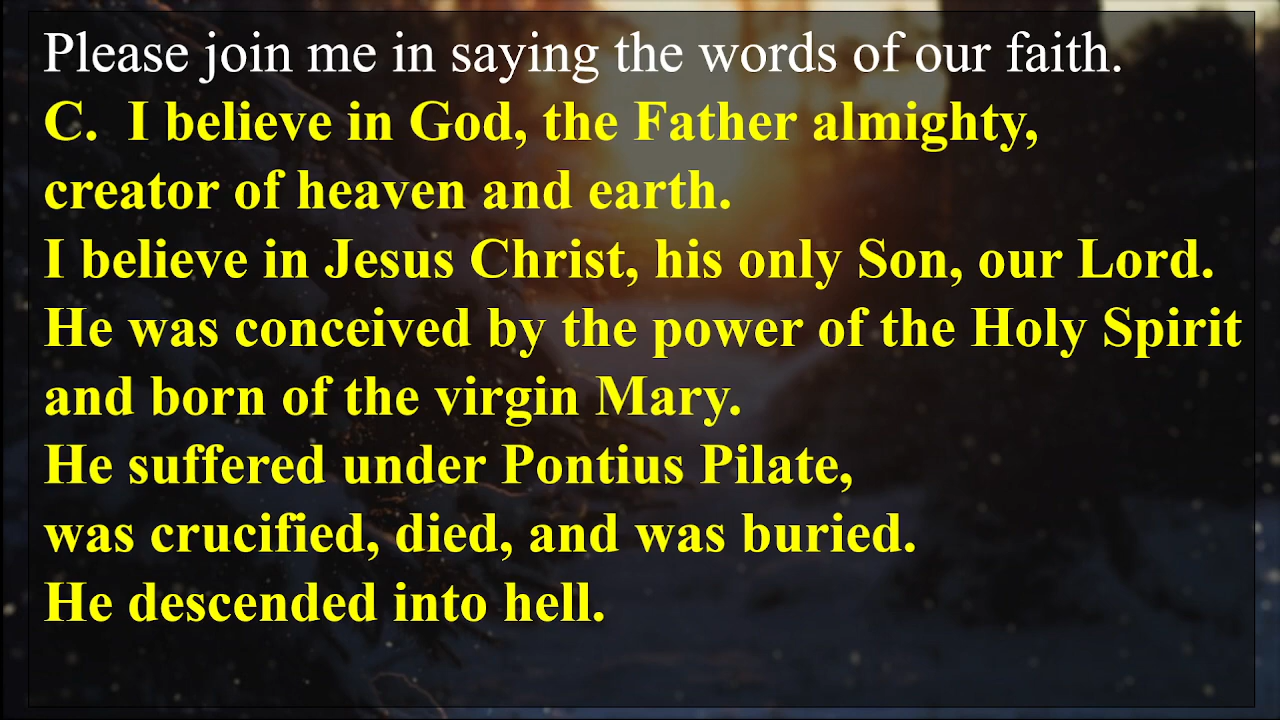 Please join me in saying the words of our faith.
C.  I believe in God, the Father almighty,
creator of heaven and earth.
I believe in Jesus Christ, his only Son, our Lord.
He was conceived by the power of the Holy Spirit
and born of the virgin Mary.
He suffered under Pontius Pilate,
was crucified, died, and was buried.
He descended into hell.